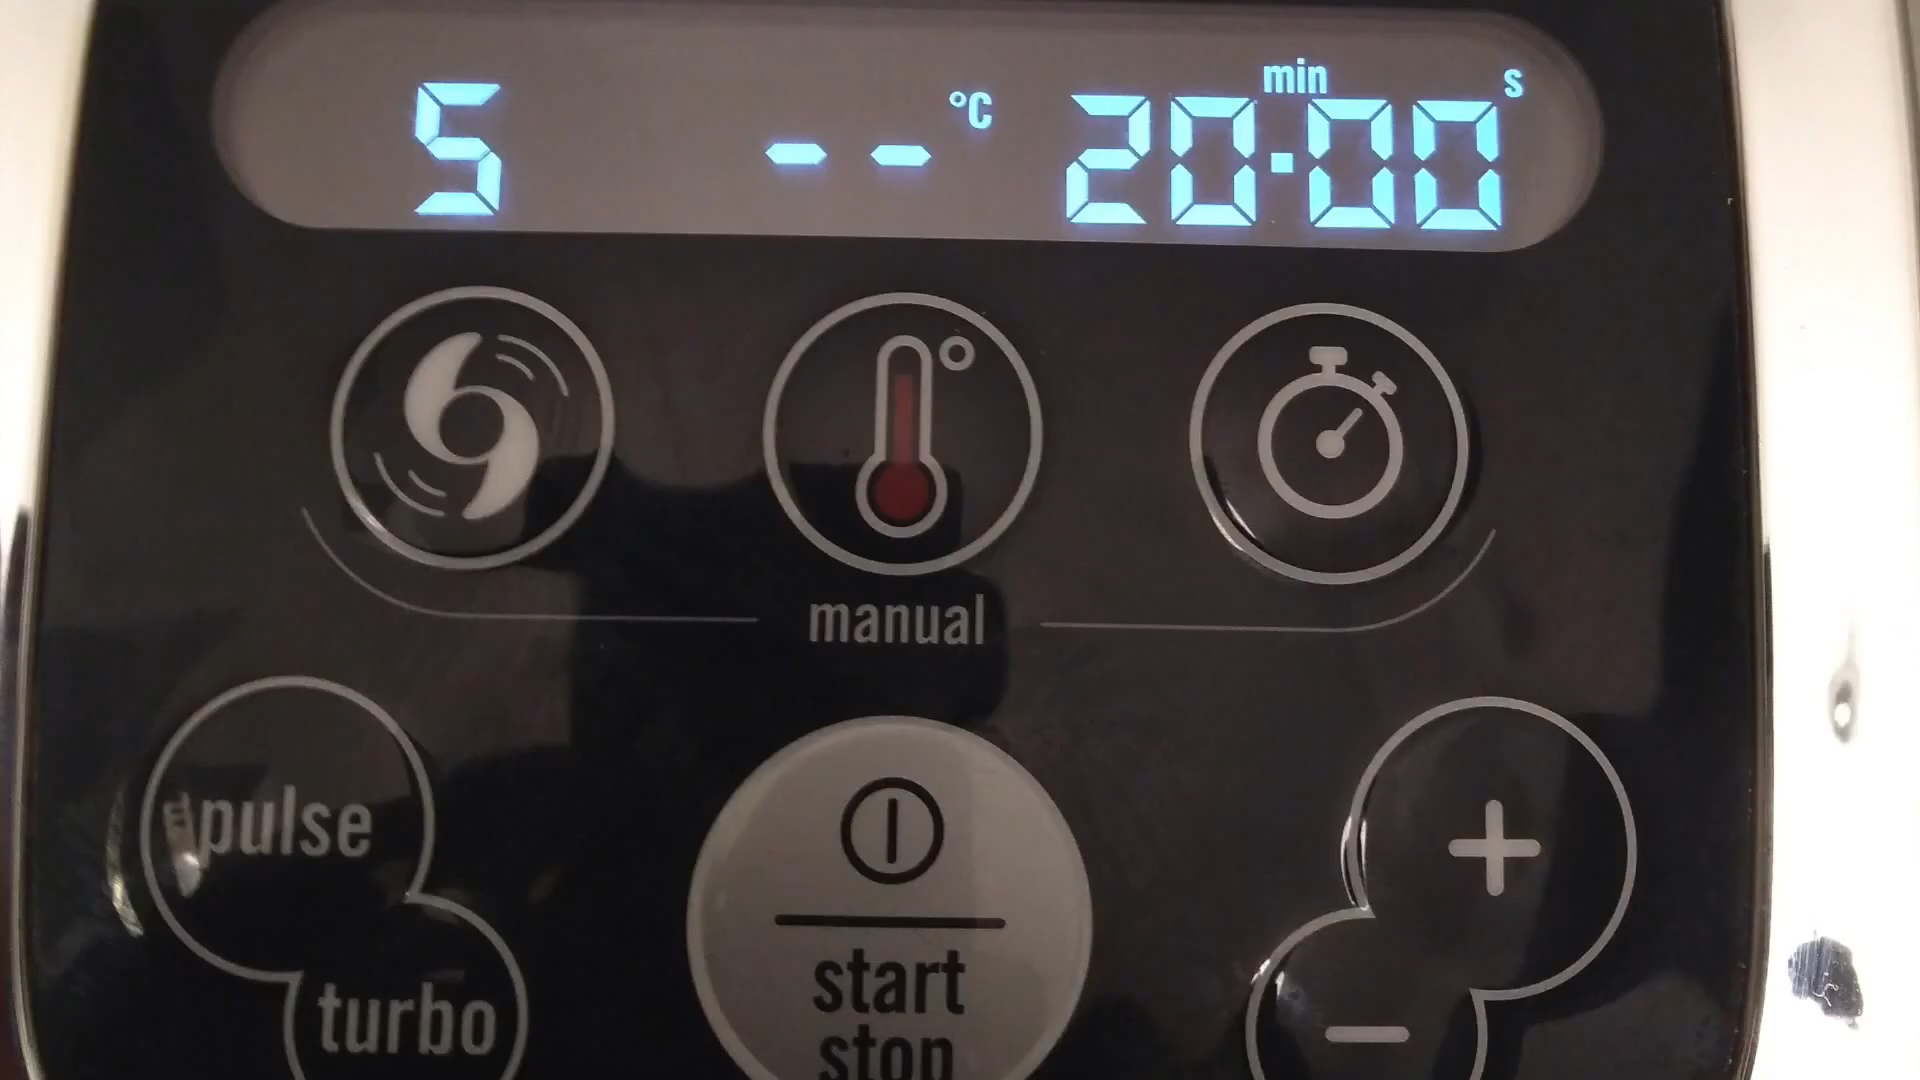 5 -- °C 20:00 min s
manual
pulse
turbo
start
stop
+
-